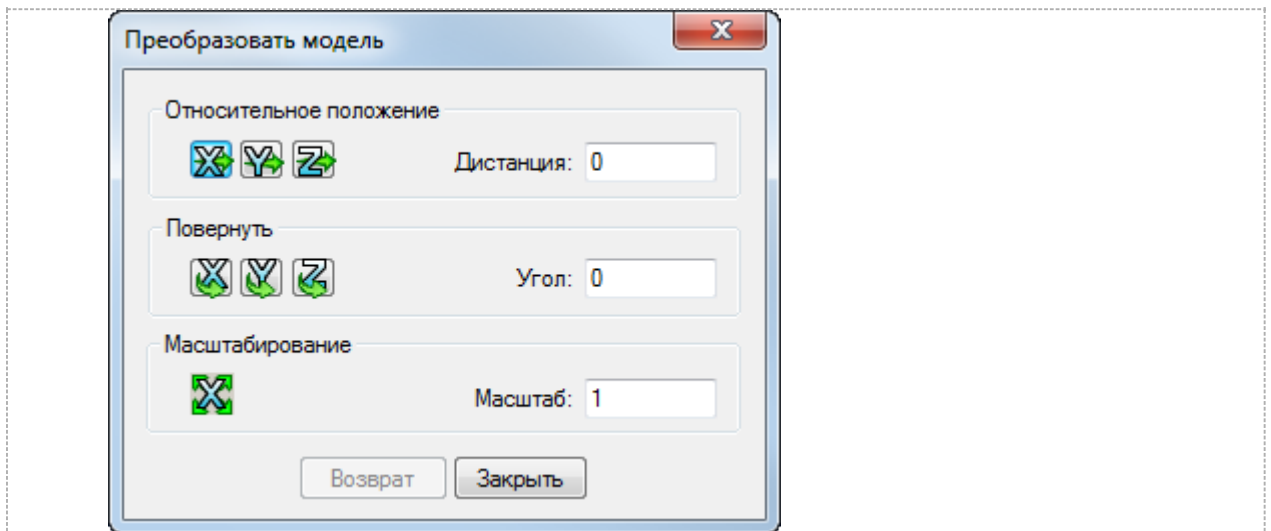 Преобразовать модель
Относительное положение
X Y Z Дистанция: 0
Повернуть
X Y Z Угол: 0
Масштабирование
X Масштаб: 1
Возврат Закрыть